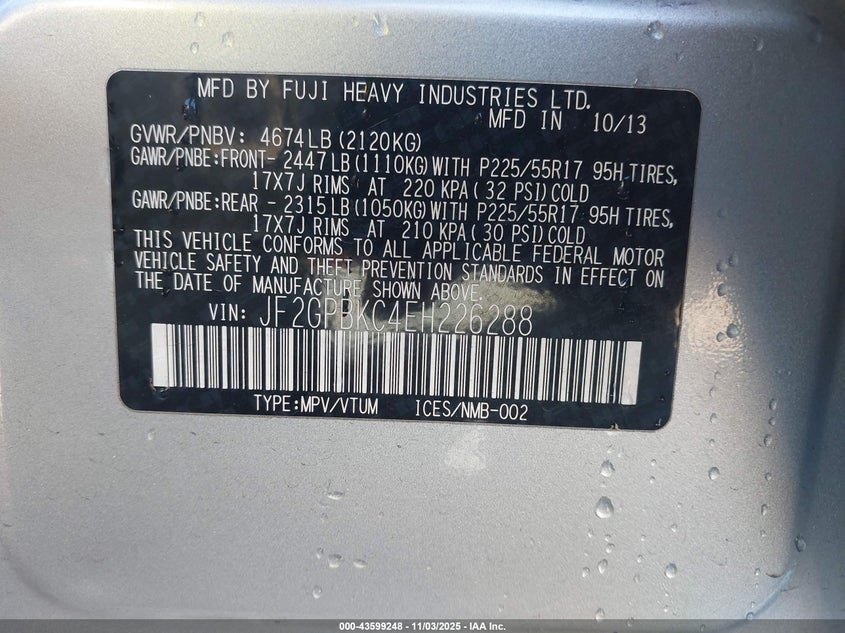 MFD BY FUJI HEAVY INDUSTRIES LTD.
MFD IN 10/13
GVWR/PNBV: 4674LB(2120KG)
GAWR/PNBE:FRONT- 2447LB(1110KG)WITH P225/55R17 95H TIRES,
17X7J RIMS AT 220 KPA(32 PSI)COLD
GAWR/PNBE:REAR - 2315LB(1050KG)WITH P225/55R17 95H TIRES,
17X7J RIMS AT 210 KPA(30 PSI)COLD
THIS VEHICLE CONFORMS TO ALL APPLICABLE FEDERAL MOTOR
VEHICLE SAFETY AND THEFT PREVENTION STANDARDS IN EFFECT ON
THE DATE OF MANUFACTURE SHOWN ABOVE.
VIN: JF2GPBKC4EH226288
TYPE:MPV/VTUM ICES/NMB-002
000-43599248 - 11/03/2025 - IAA Inc.